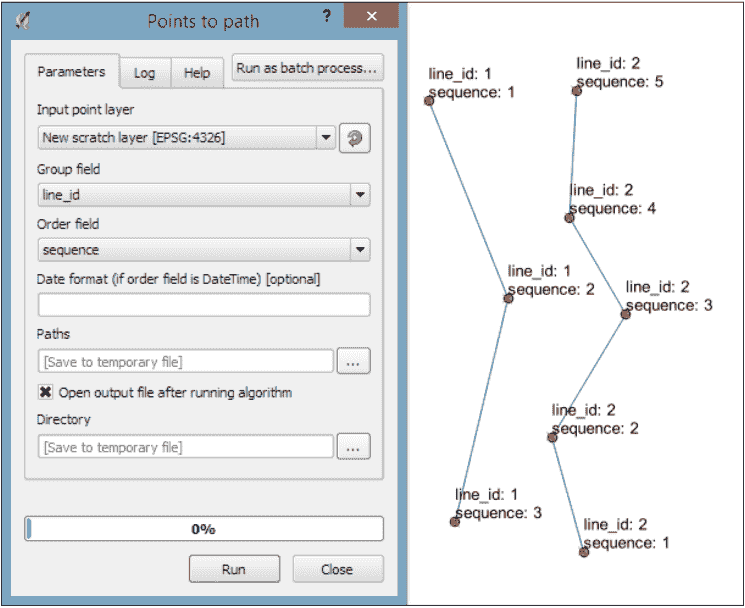 Points to path
?
Parameters
Log
Help
Run as batch process...
Input point layer
New scratch layer [EPSG:4326]
Group field
line_id
Order field
sequence
Date format (if order field is DateTime) [optional]
Paths
[Save to temporary file]
...
Open output file after running algorithm
Directory
[Save to temporary file]
...
0%
Run
Close
line_id: 1
sequence: 1
line_id: 2
sequence: 5
line_id: 2
sequence: 4
line_id: 1
sequence: 2
line_id: 2
sequence: 3
line_id: 2
sequence: 2
line_id: 1
sequence: 3
line_id: 2
sequence: 1